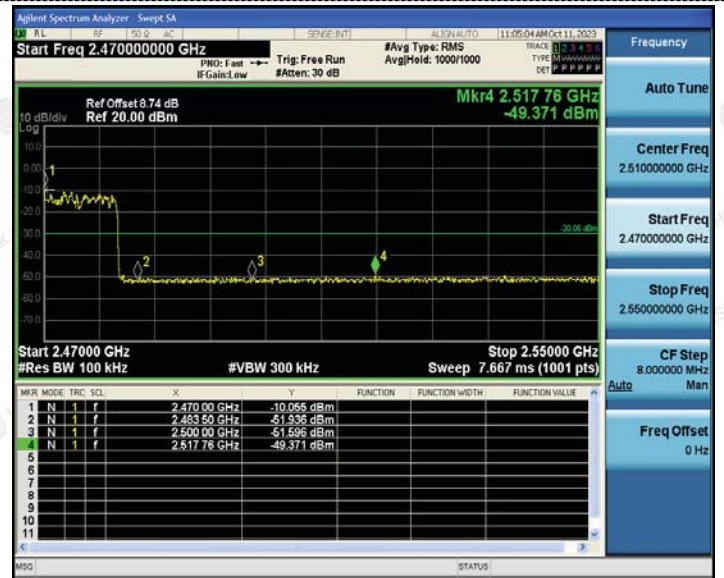 Agilent Spectrum Analyzer - Swept SA
RL RF 50 Ω AC SENSE:INT ALIGN AUTO 11:05:04 AM Oct 11, 2023
Start Freq 2.470000000 GHz
PNO: Fast
IFGain:Low
Trig: Free Run
#Atten: 30 dB
#Avg Type: RMS
Avg|Hold: 1000/1000
TRACE 1 2 3 4 5 6
TYPE M
DET P P P P P P
Frequency
Auto Tune
Center Freq
2.510000000 GHz
Start Freq
2.470000000 GHz
Stop Freq
2.550000000 GHz
CF Step
8.000000 MHz
Auto Man
Freq Offset
0 Hz
Mkr4 2.517 76 GHz
-49.371 dBm
Ref Offset 8.74 dB
10 dB/div Ref 20.00 dBm
Log
10.0
0.00
-10.0
-20.0
-30.0
-40.0
-50.0
-60.0
-70.0
1
2
3
4
-30.06 dBm
Start 2.47000 GHz Stop 2.55000 GHz
#Res BW 100 kHz #VBW 300 kHz Sweep 7.667 ms (1001 pts)
MKR MODE TRC SCL X Y FUNCTION FUNCTION WIDTH FUNCTION VALUE
1 N 1 f 2.470 00 GHz -10.055 dBm
2 N 1 f 2.483 50 GHz -51.936 dBm
3 N 1 f 2.500 00 GHz -51.596 dBm
4 N 1 f 2.517 76 GHz -49.371 dBm
5
6
7
8
9
10
11
MSG STATUS